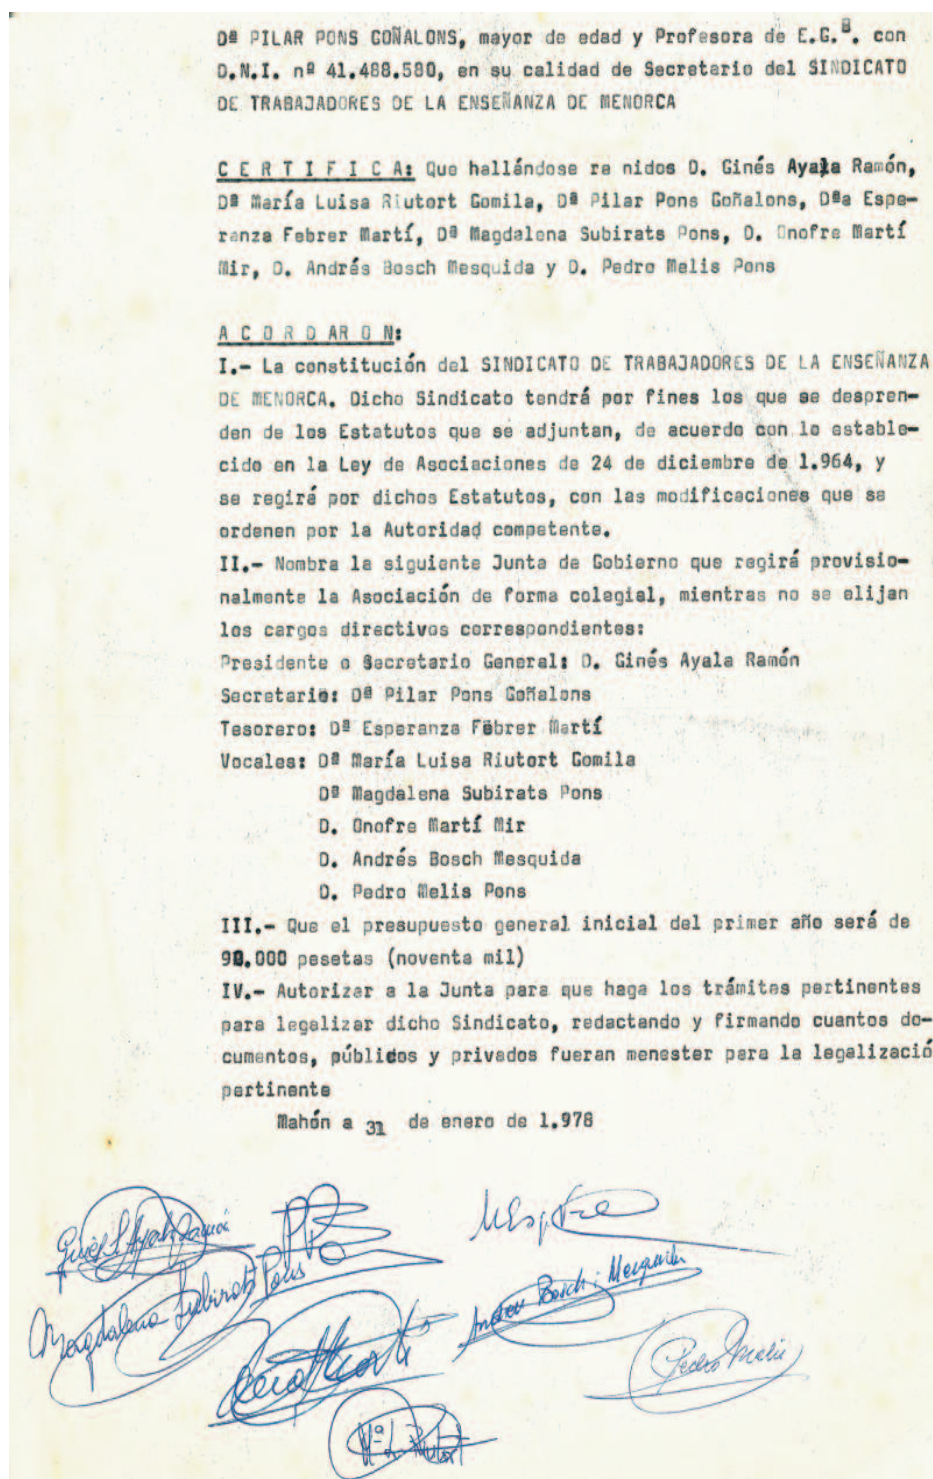 Dª PILAR PONS GOÑALONS, mayor de edad y Profesora de E.G.B. con
D.N.I. nº 41.488.580, en su calidad de Secretario del SINDICATO
DE TRABAJADORES DE LA ENSEÑANZA DE MENORCA
C E R T I F I C A: Que hallándose re nidos D. Ginés Ayala Ramón,
Dª María Luisa Riutort Gomila, Dª Pilar Pons Goñalons, Dªa Espe-
ranza Febrer Martí, Dª Magdalena Subirats Pons, D. Onofre Martí
Mir, D. Andrés Bosch Mesquida y D. Pedro Melis Pons
A C O R D AR O N:
I.- La constitución del SINDICATO DE TRABAJADORES DE LA ENSEÑANZA
DE MENORCA. Dicho Sindicato tendrá por fines los que se despren-
den de los Estatutos que se adjuntan, de acuerdo con lo estable-
cido en la Ley de Asociaciones de 24 de diciembre de 1.964, y
se regirá por dichos Estatutos, con las modificaciones que se
ordenen por la Autoridad competente.
II.- Nombra la siguiente Junta de Gobierno que regirá provisio-
nalmente la Asociación de forma colegial, mientras no se elijan
los cargos directivos correspondientes:
Presidente o Secretario General: D. Ginés Ayala Ramón
Secretario: Dª Pilar Pons Goñalons
Tesorero: Dª Esperanza Febrer Martí
Vocales: Dª María Luisa Riutort Gomila
Dª Magdalena Subirats Pons
D. Onofre Martí Mir
D. Andrés Bosch Mesquida
D. Pedro Melis Pons
III.- Que el presupuesto general inicial del primer año será de
90.000 pesetas (noventa mil)
IV.- Autorizar a la Junta para que haga los trámites pertinentes
para legalizar dicho Sindicato, redactando y firmando cuantos do-
cumentos, públicos y privados fueran menester para la legalizació
pertinente
Mahón a 31 de enero de 1.978
Ginés S. Ayala Ramón
Magdalena Subirats Pons
Andreu Bosch i Mesquida
Pedro Melis
Mª L. Riutort